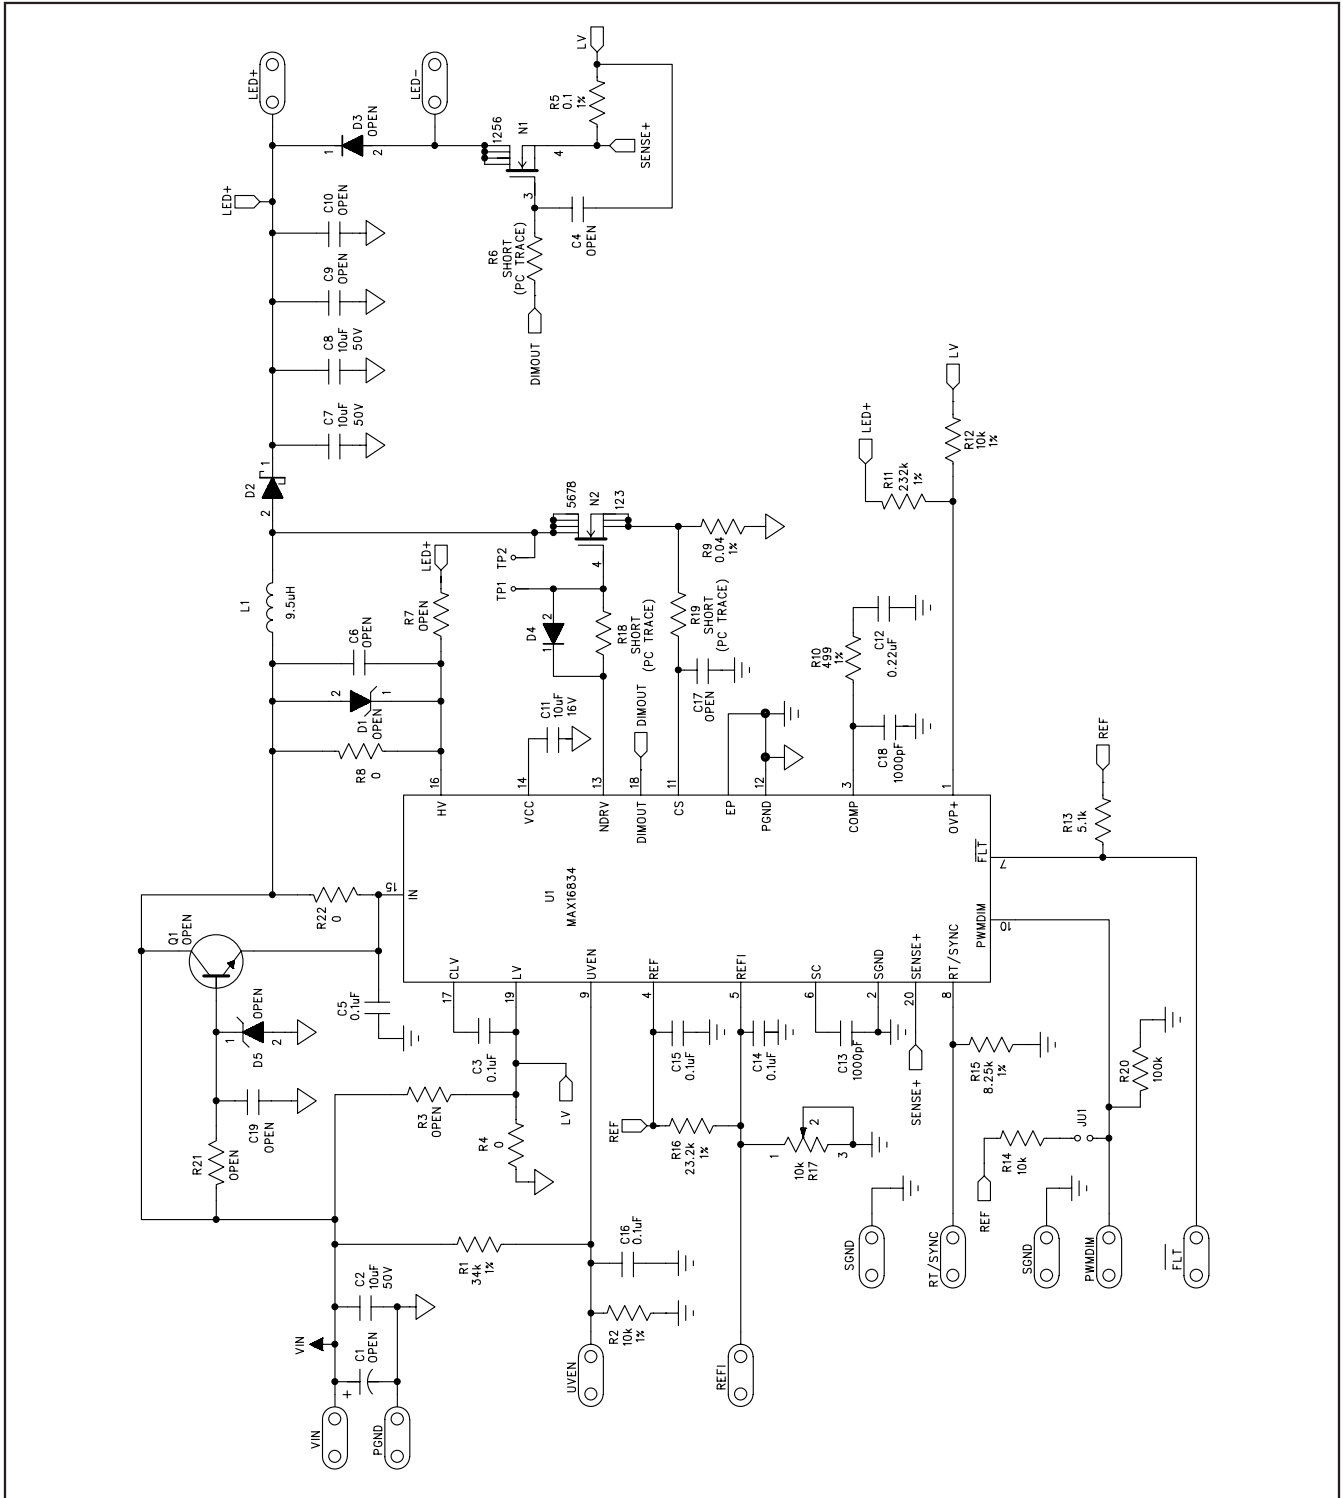 VIN
PGND
+
C1
OPEN
VIN
C2
10uF
50V
R21
OPEN
C19
OPEN
1
D5
2
OPEN
Q1
OPEN
R22
0
C5
0.1uF
15
R8
0
D1
OPEN
2
1
C6
OPEN
L1
9.5uH
R7
OPEN
LED+
D2
2
1
C7
10uF
50V
C8
10uF
50V
C9
OPEN
C10
OPEN
LED+
1
2
D3
OPEN
LED+
LED-
1256
N1
3
4
R6
SHORT
(PC TRACE)
DIMOUT
C4
OPEN
R5
0.1
1%
LV
SENSE+
R1
34k
1%
R3
OPEN
R4
0
LV
C3
0.1uF
UVEN
R2
10k
1%
C16
0.1uF
REFI
REF
R16
23.2k
1%
1
10k
R17
2
3
C15
0.1uF
C14
0.1uF
C13
1000pF
SENSE+
SGND
RT/SYNC
R15
8.25k
1%
REF
R14
10k
JU1
R20
100k
SGND
PWMDIM
FLT
17
CLV
19
LV
9
UVEN
4
REF
5
REFI
6
SC
2
SGND
20
SENSE+
8
RT/SYNC
U1
MAX16834
IN
HV
16
VCC
14
NDRV
13
DIMOUT
18
CS
11
EP
PGND
12
COMP
3
OVP+
1
FLT
7
PWMDIM
10
C11
10uF
16V
D4
1
2
R18
SHORT
(PC TRACE)
TP1
TP2
4
5678
N2
123
DIMOUT
C17
OPEN
R19
SHORT
(PC TRACE)
R9
0.04
1%
C18
1000pF
R10
499
1%
C12
0.22uF
R11
232k
1%
LED+
R12
10k
1%
LV
R13
5.1k
REF